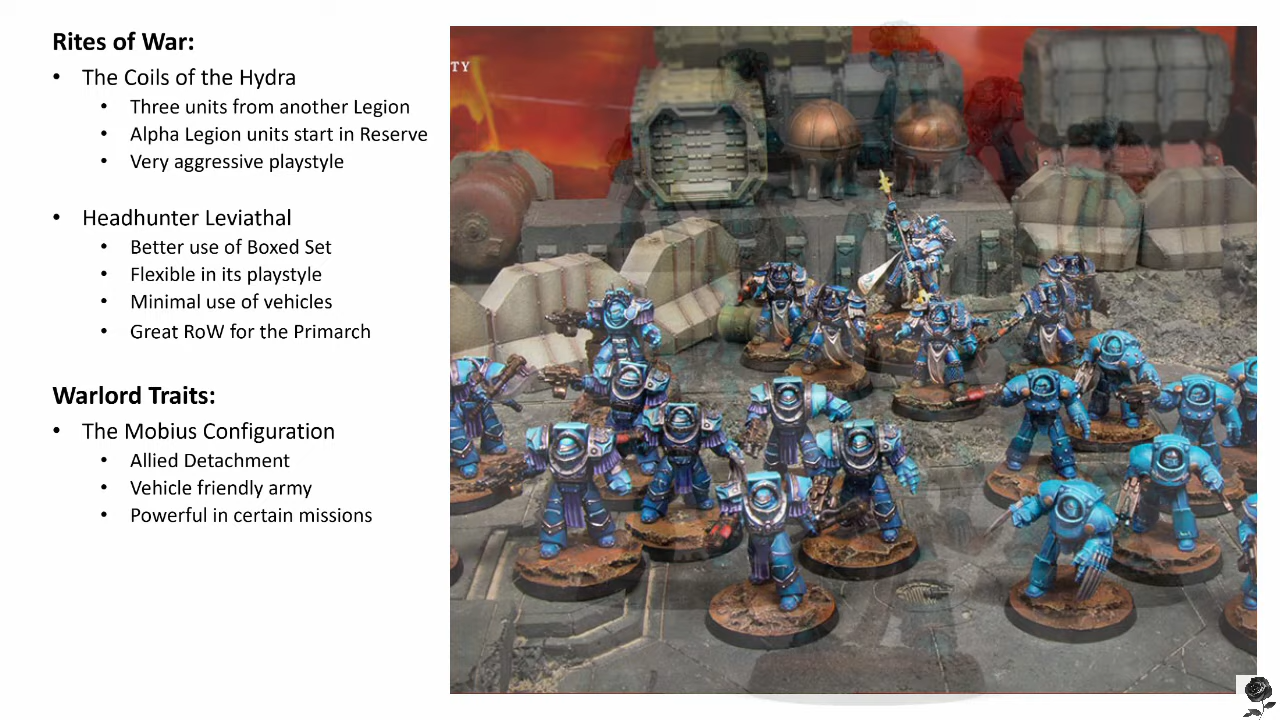 Rites of War:
• The Coils of the Hydra
• Three units from another Legion
• Alpha Legion units start in Reserve
• Very aggressive playstyle
• Headhunter Leviathal
• Better use of Boxed Set
• Flexible in its playstyle
• Minimal use of vehicles
• Great RoW for the Primarch
Warlord Traits:
• The Mobius Configuration
• Allied Detachment
• Vehicle friendly army
• Powerful in certain missions
TY